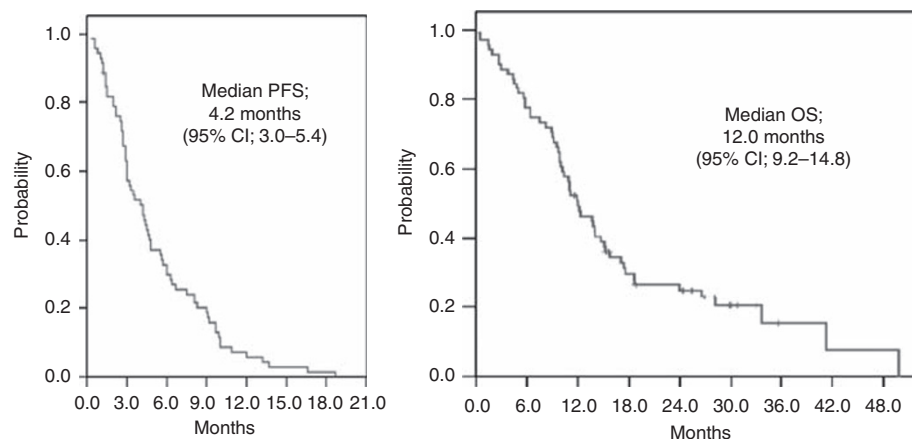 1.0
0.8
0.6
0.4
0.2
0.0
Probability
Median PFS;
4.2 months
(95% CI; 3.0–5.4)
0.0 3.0 6.0 9.0 12.0 15.0 18.0 21.0
Months
1.0
0.8
0.6
0.4
0.2
0.0
Probability
Median OS;
12.0 months
(95% CI; 9.2–14.8)
0.0 6.0 12.0 18.0 24.0 30.0 36.0 42.0 48.0
Months